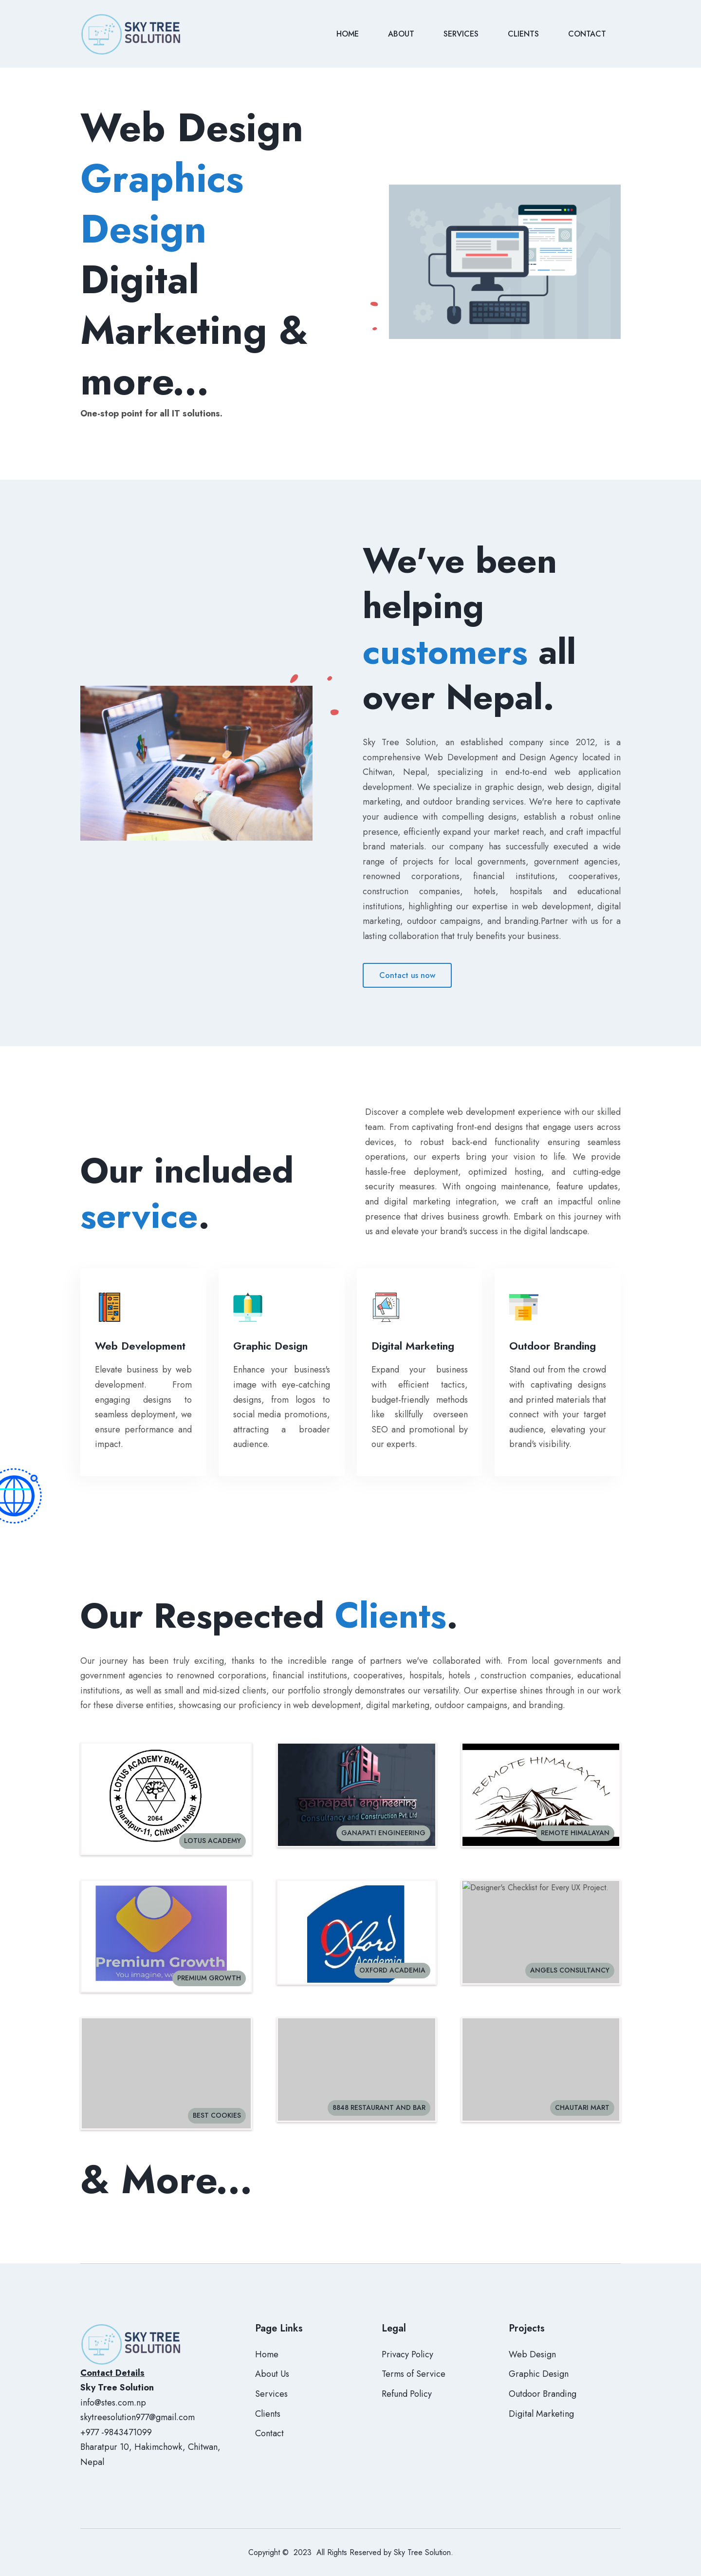 SKY TREE
SOLUTION
HOME
ABOUT
SERVICES
CLIENTS
CONTACT
Web Design
Graphics
Design
Digital
Marketing &
more...
One-stop point for all IT solutions.
We've been
helping
customers all
over Nepal.
Sky Tree Solution, an established company since 2012, is a
comprehensive Web Development and Design Agency located in
Chitwan, Nepal, specializing in end-to-end web application
development. We specialize in graphic design, web design, digital
marketing, and outdoor branding services. We're here to captivate
your audience with compelling designs, establish a robust online
presence, efficiently expand your market reach, and craft impactful
brand materials. our company has successfully executed a wide
range of projects for local governments, government agencies,
renowned corporations, financial institutions, cooperatives,
construction companies, hotels, hospitals and educational
institutions, highlighting our expertise in web development, digital
marketing, outdoor campaigns, and branding.Partner with us for a
lasting collaboration that truly benefits your business.
Contact us now
Our included
service.
Discover a complete web development experience with our skilled
team. From captivating front-end designs that engage users across
devices, to robust back-end functionality ensuring seamless
operations, our experts bring your vision to life. We provide
hassle-free deployment, optimized hosting, and cutting-edge
security measures. With ongoing maintenance, feature updates,
and digital marketing integration, we craft an impactful online
presence that drives business growth. Embark on this journey with
us and elevate your brand's success in the digital landscape.
Web Development
Elevate business by web
development. From
engaging designs to
seamless deployment, we
ensure performance and
impact.
Graphic Design
Enhance your business's
image with eye-catching
designs, from logos to
social media promotions,
attracting a broader
audience.
Digital Marketing
Expand your business
with efficient tactics,
budget-friendly methods
like skillfully overseen
SEO and promotional by
our experts.
Outdoor Branding
Stand out from the crowd
with captivating designs
and printed materials that
connect with your target
audience, elevating your
brand's visibility.
Our Respected Clients.
Our journey has been truly exciting, thanks to the incredible range of partners we've collaborated with. From local governments and
government agencies to renowned corporations, financial institutions, cooperatives, hospitals, hotels , construction companies, educational
institutions, as well as small and mid-sized clients, our portfolio strongly demonstrates our versatility. Our expertise shines through in our work
for these diverse entities, showcasing our proficiency in web development, digital marketing, outdoor campaigns, and branding.
LOTUS ACADEMY BHARATPUR
2064
Bharatpur-11, Chitwan, Nepal
LOTUS ACADEMY
ganapati engineering
Consultancy and Construction Pvt Ltd
GANAPATI ENGINEERING
REMOTE HIMALAYAN
REMOTE HIMALAYAN
Premium Growth
You imagine,
PREMIUM GROWTH
Oxford
Academia
OXFORD ACADEMIA
Designer's Checklist for Every UX Project.
ANGELS CONSULTANCY
BEST COOKIES
8848 RESTAURANT AND BAR
CHAUTARI MART
& More...
SKY TREE
SOLUTION
Contact Details
Sky Tree Solution
info@stes.com.np
skytreesolution977@gmail.com
+977 -9843471099
Bharatpur 10, Hakimchowk, Chitwan,
Nepal
Page Links
Home
About Us
Services
Clients
Contact
Legal
Privacy Policy
Terms of Service
Refund Policy
Projects
Web Design
Graphic Design
Outdoor Branding
Digital Marketing
Copyright © 2023 All Rights Reserved by Sky Tree Solution.